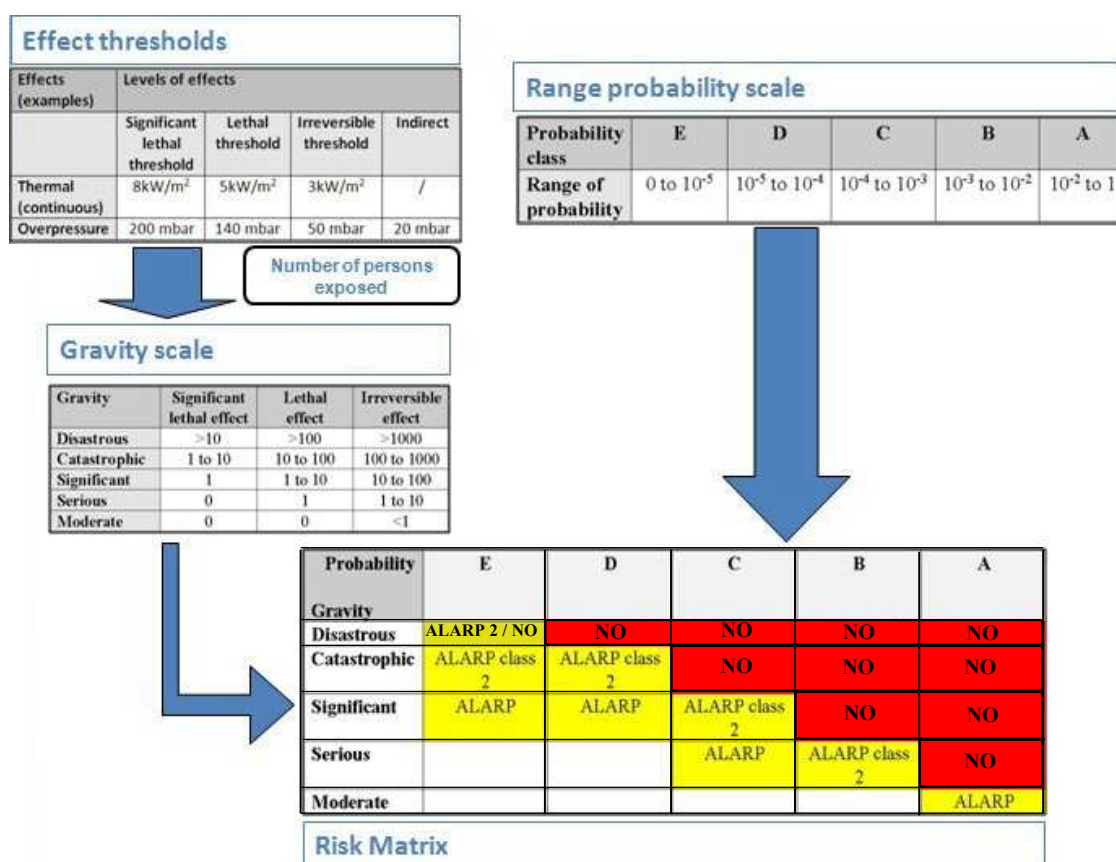 Effect thresholds
Effects (examples) Levels of effects
Significant lethal threshold Lethal threshold Irreversible threshold Indirect
Thermal (continuous) 8kW/m² 5kW/m² 3kW/m² /
Overpressure 200 mbar 140 mbar 50 mbar 20 mbar
Number of persons
exposed
Range probability scale
Probability class E D C B A
Range of probability 0 to 10⁻⁵ 10⁻⁵ to 10⁻⁴ 10⁻⁴ to 10⁻³ 10⁻³ to 10⁻² 10⁻² to 1
Gravity scale
Gravity Significant lethal effect Lethal effect Irreversible effect
Disastrous >10 >100 >1000
Catastrophic 1 to 10 10 to 100 100 to 1000
Significant 1 1 to 10 10 to 100
Serious 0 1 1 to 10
Moderate 0 0 <1
Probability E D C B A
Gravity
Disastrous ALARP 2 / NO NO NO NO NO
Catastrophic ALARP class 2 ALARP class 2 NO NO NO
Significant ALARP ALARP ALARP class 2 NO NO
Serious ALARP ALARP class 2 NO
Moderate ALARP
Risk Matrix